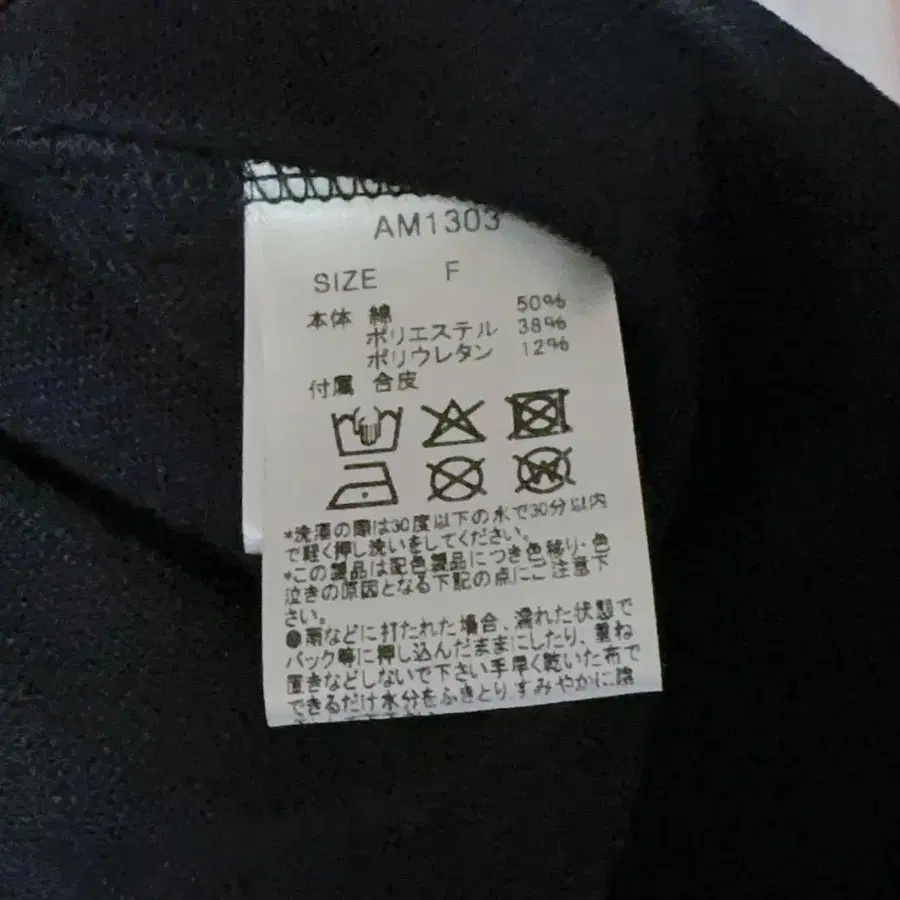 AM1303
SIZE F
本体 綿 50%
ポリエステル 38%
ポリウレタン 12%
付属 合皮
*洗濯の際は30度以下の水で30分以内
で軽く押し洗いをしてください。
*この製品は配色製品につき色移り・色
泣きの原因となる下記の点にご注意下
さい。
●雨などに打たれた場合、濡れた状態で
バック等に押し込んだままにしたり、重ね
置きなどしないで下さい手厚く乾いた布で
できるだけ水分をふきとり,すみやかに陰